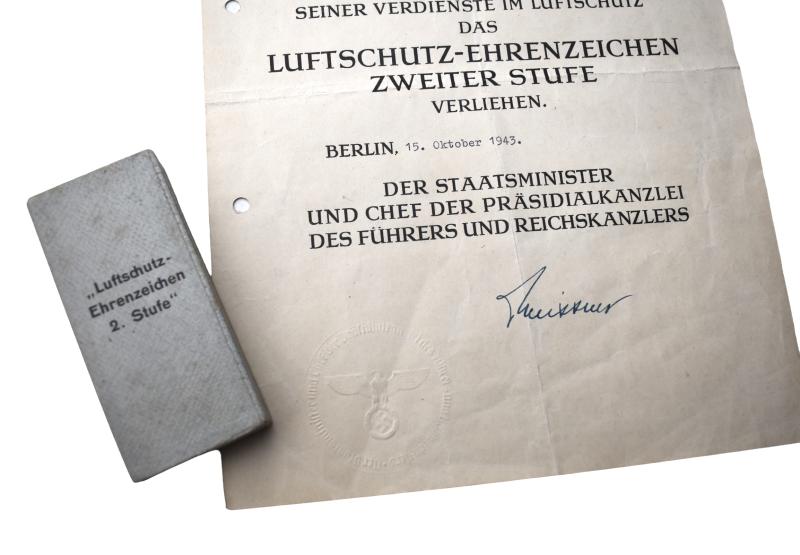 SEINER VERDIENSTE IM LUFTSCHUTZ
DAS
LUFTSCHUTZ-EHRENZEICHEN
ZWEITER STUFE
VERLIEHEN.
BERLIN, 15. Oktober 1943.
DER STAATSMINISTER
UND CHEF DER PRÄSIDIALKANZLEI
DES FÜHRERS UND REICHSKANZLERS
Meissner
„Luftschutz-
Ehrenzeichen
2. Stufe“